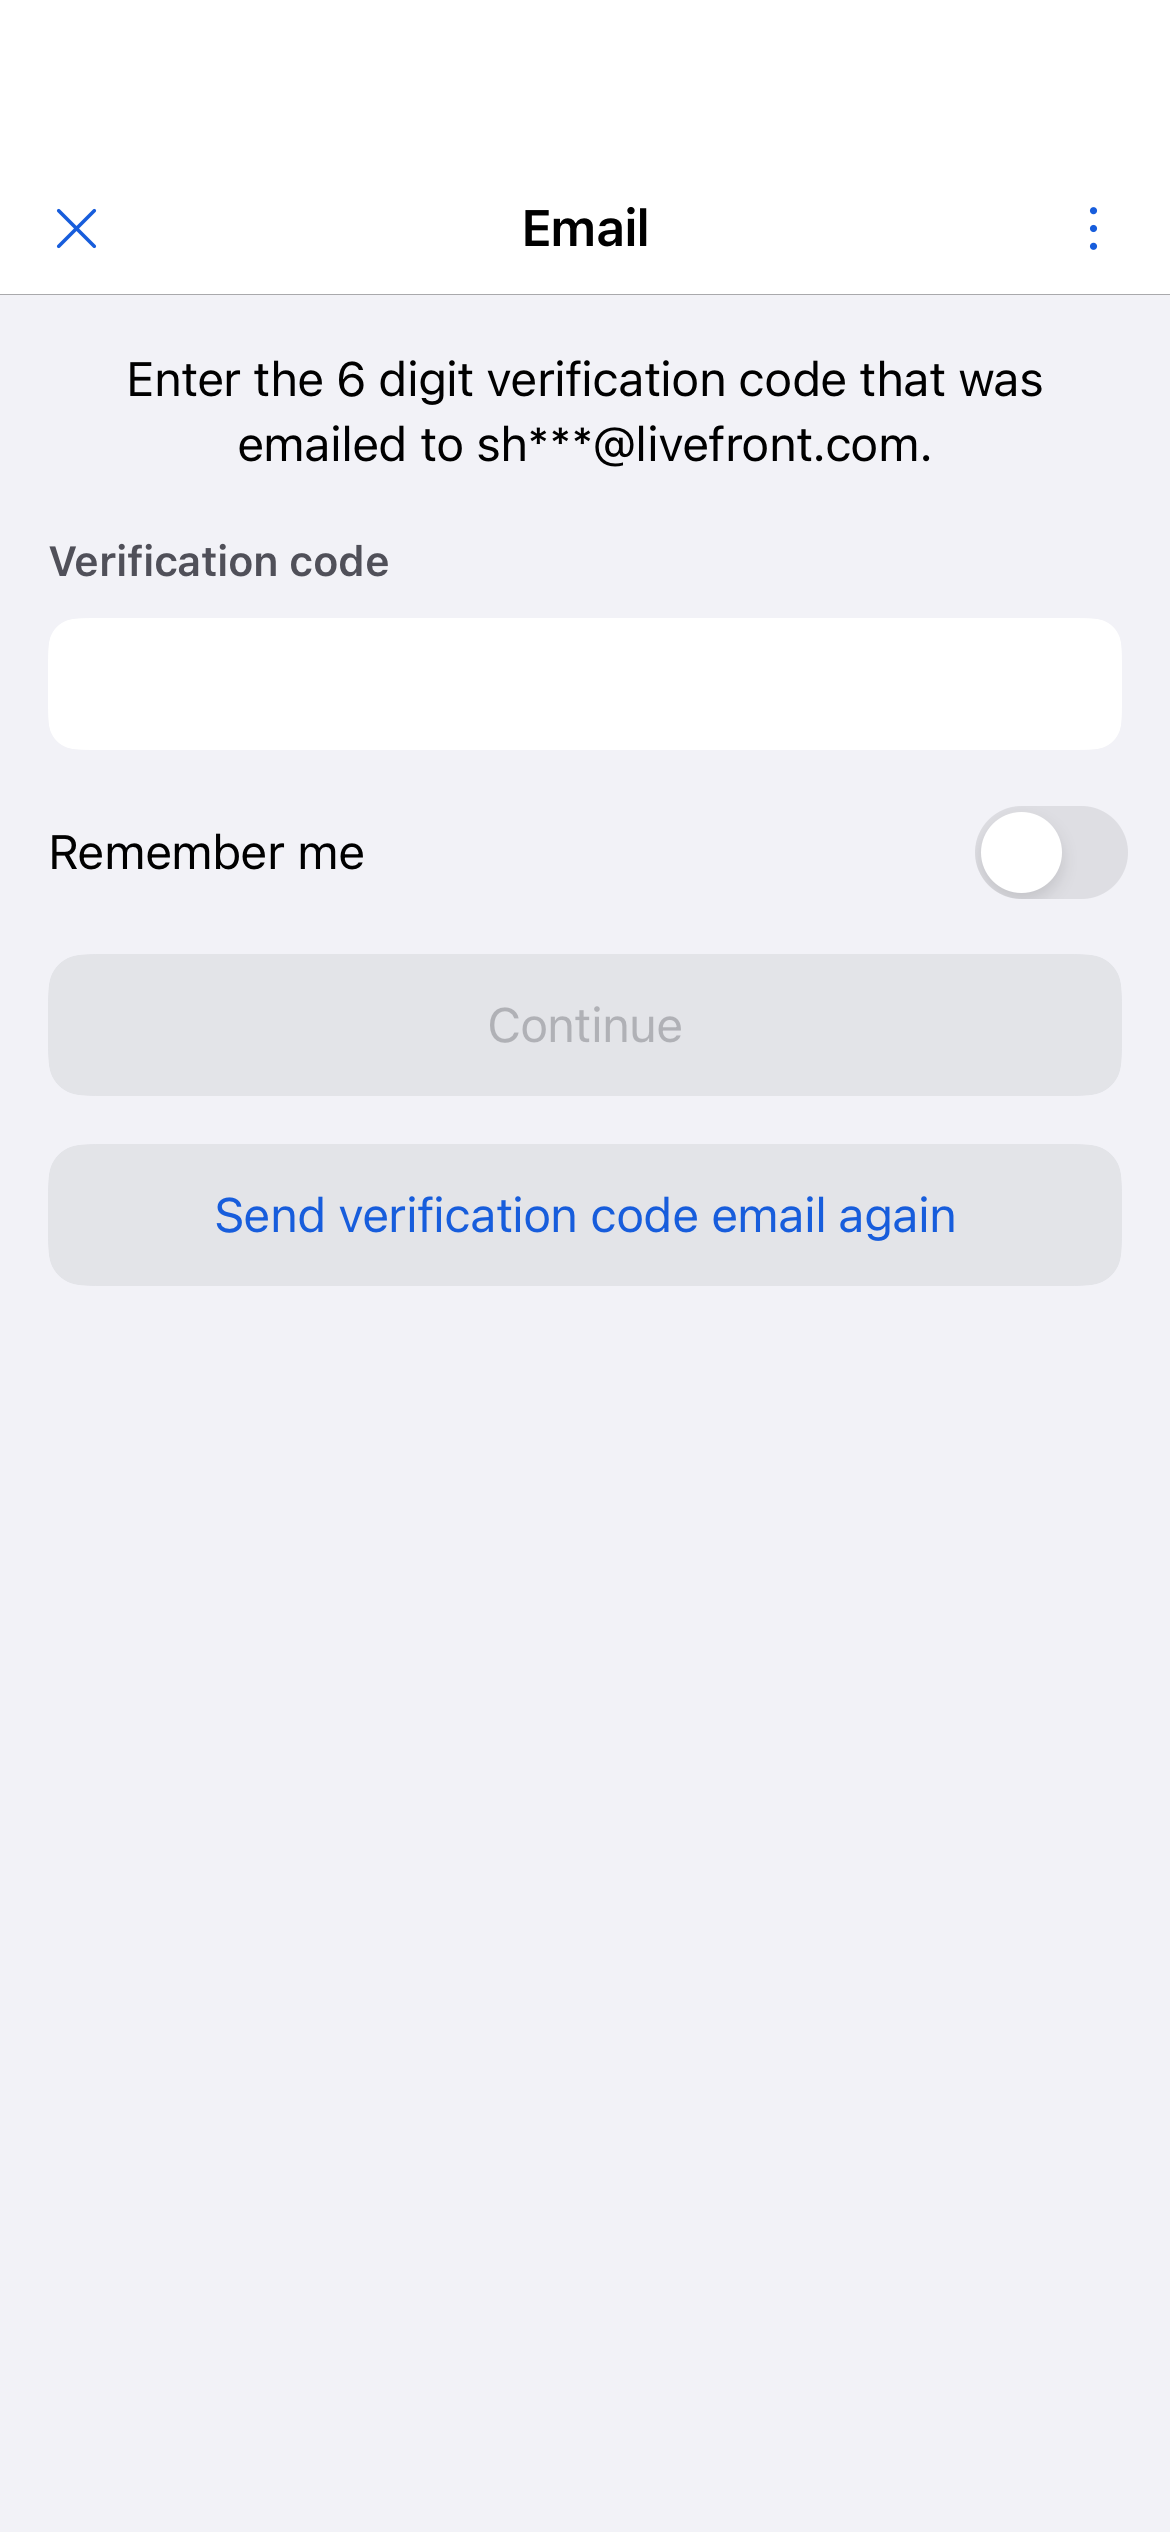 Email
Enter the 6 digit verification code that was
emailed to sh***@livefront.com.
Verification code
Remember me
Continue
Send verification code email again